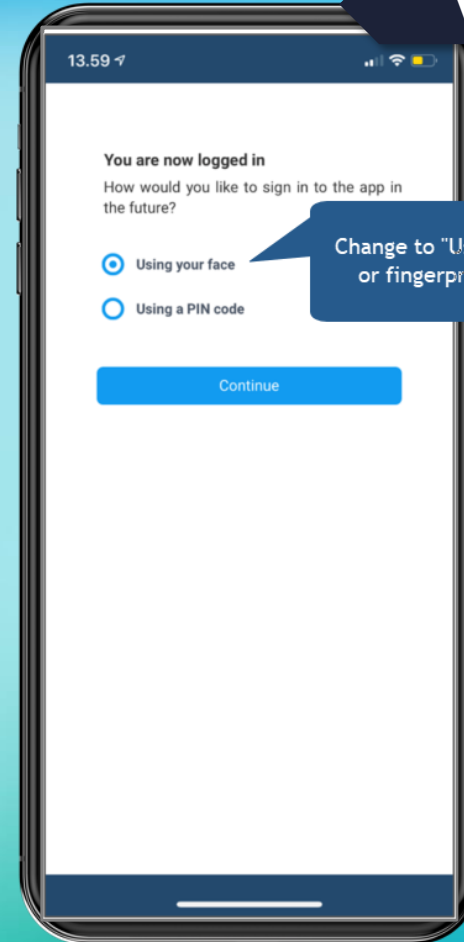 13.59
You are now logged in
How would you like to sign in to the app in
the future?
Change to "U
Using your face
or fingerpr
Using a PIN code
Continue